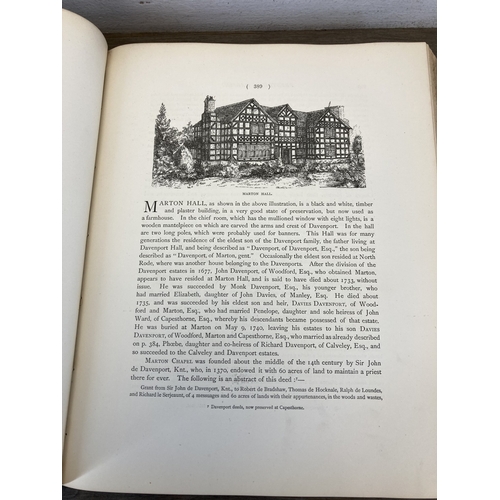 ( 389 )
MARTON HALL.
MARTON HALL, as shown in the above illustration, is a black and white, timber
and plaster building, in a very good state of preservation, but now used as
a farmhouse. In the chief room, which has the mullioned window with eight lights, is a
wooden mantelpiece on which are carved the arms and crest of Davenport. In the hall
are two long poles, which were probably used for banners. This Hall was for many
generations the residence of the eldest son of the Davenport family, the father living at
Davenport Hall, and being described as "Davenport of Davenport, Esq.," the son being
described as "Davenport of Marton, gent." Occasionally the eldest son resided at North
Rode, where was another house belonging to the Davenports. After the division of the
Davenport estates in 1677, John Davenport, of Woodford, Esq., who obtained Marton,
appears to have resided at Marton Hall, and is said to have died about 1733, without
issue. He was succeeded by Monk Davenport, Esq., his younger brother, who
had married Elizabeth, daughter of John Davies, of Manley, Esq. He died about
1735, and was succeeded by his eldest son and heir, DAVIES DAVENPORT, of Wood-
ford and Marton, Esq., who had married Penelope, daughter and sole heiress of John
Ward, of Capesthorne, Esq., whereby his descendants became possessed of that estate.
He was buried at Marton on May 9, 1740, leaving his estates to his son DAVIES
DAVENPORT, of Woodford, Marton and Capesthorne, Esq., who married as already described
on p. 384, Phœbe, daughter and co-heiress of Richard Davenport, of Calveley, Esq., and
so succeeded to the Calveley and Davenport estates.
MARTON CHAPEL was founded about the middle of the 14th century by Sir John
de Davenport, Knt., who, in 1370, endowed it with 60 acres of land to maintain a priest
there for ever. The following is an abstract of this deed :¹—
Grant from Sir John de Davenport, Knt., to Robert de Bradshaw, Thomas de Hocknale, Ralph de Loundes,
and Richard le Serjeaunt, of 4 messuages and 60 acres of lands with their appurtenances, in the woods and wastes,
¹ Davenport deeds, now preserved at Capesthorne.